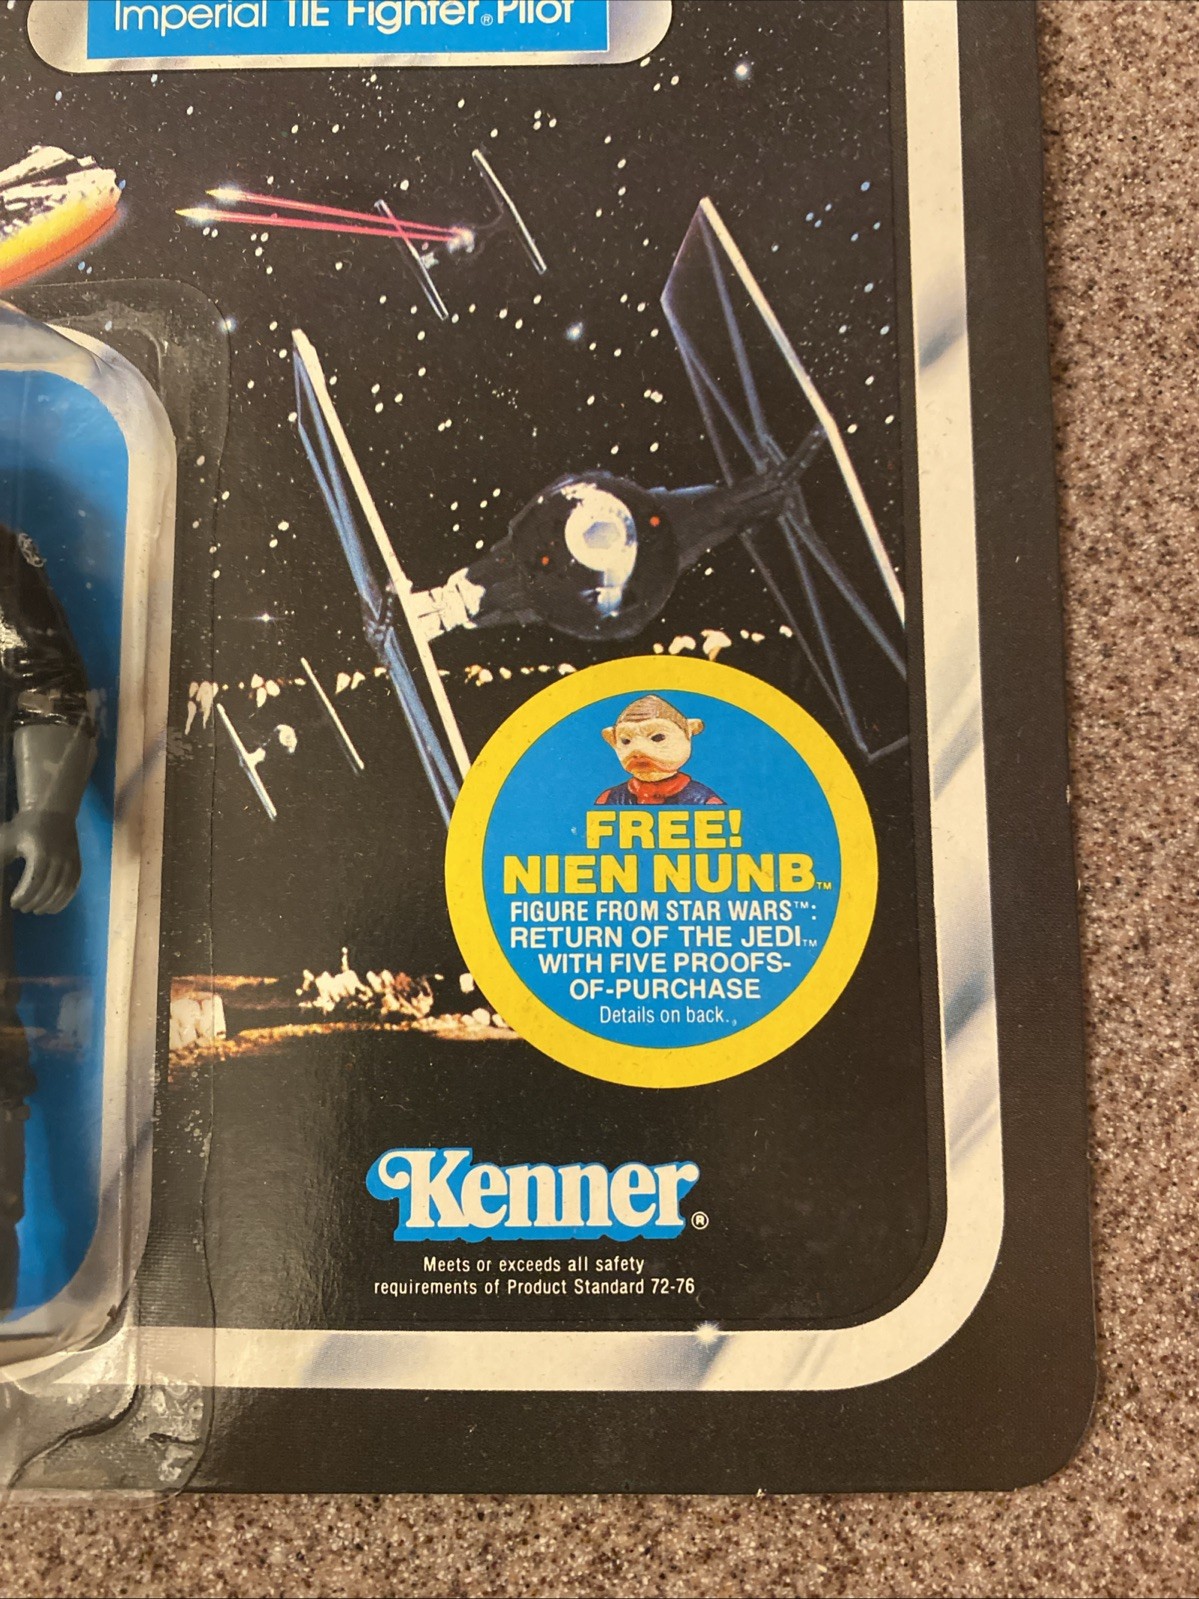 Imperial TIE Fighter® Pilot
FREE!
NIEN NUNB™
FIGURE FROM STAR WARS™:
RETURN OF THE JEDI™
WITH FIVE PROOFS-
OF-PURCHASE
Details on back.
Kenner®
Meets or exceeds all safety
requirements of Product Standard 72-76